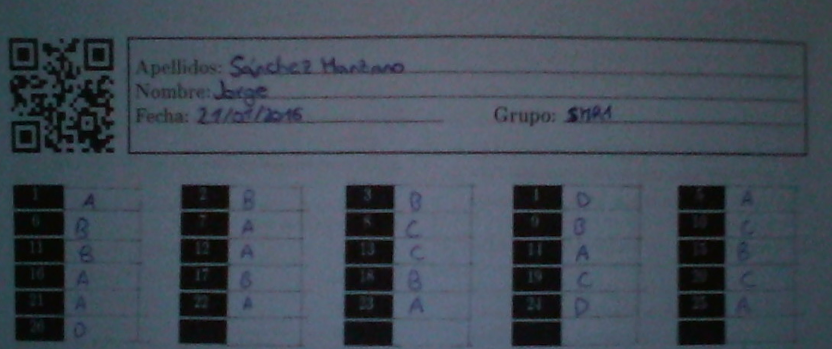 Apellidos: Sánchez Manzano
Nombre: Jorge
Fecha: 21/01/2016 Grupo: SMR1
1 A 2 B 3 B 4 D 5 A
6 B 7 A 8 C 9 B 10 C
11 B 12 A 13 C 14 A 15 B
16 A 17 B 18 B 19 C 20 C
21 A 22 A 23 A 24 D 25 A
26 D